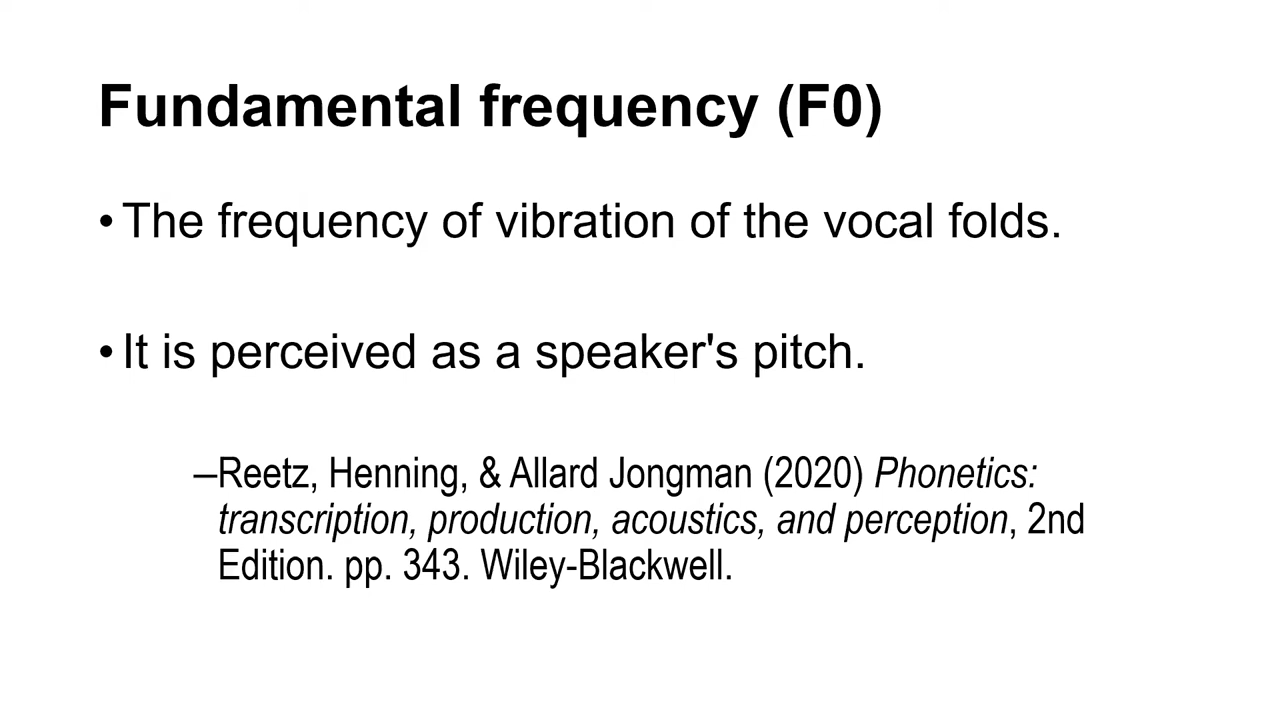 Fundamental frequency (F0)
• The frequency of vibration of the vocal folds.
• It is perceived as a speaker's pitch.
–Reetz, Henning, & Allard Jongman (2020) Phonetics:
transcription, production, acoustics, and perception, 2nd
Edition. pp. 343. Wiley-Blackwell.